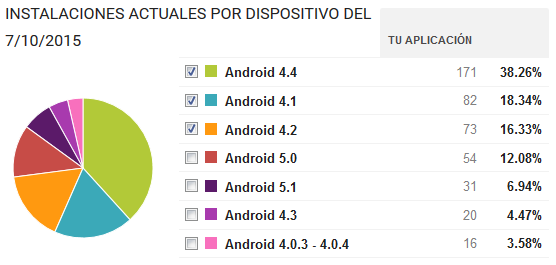 INSTALACIONES ACTUALES POR DISPOSITIVO DEL
7/10/2015
TU APLICACIÓN
Android 4.4 171 38.26%
Android 4.1 82 18.34%
Android 4.2 73 16.33%
Android 5.0 54 12.08%
Android 5.1 31 6.94%
Android 4.3 20 4.47%
Android 4.0.3 - 4.0.4 16 3.58%